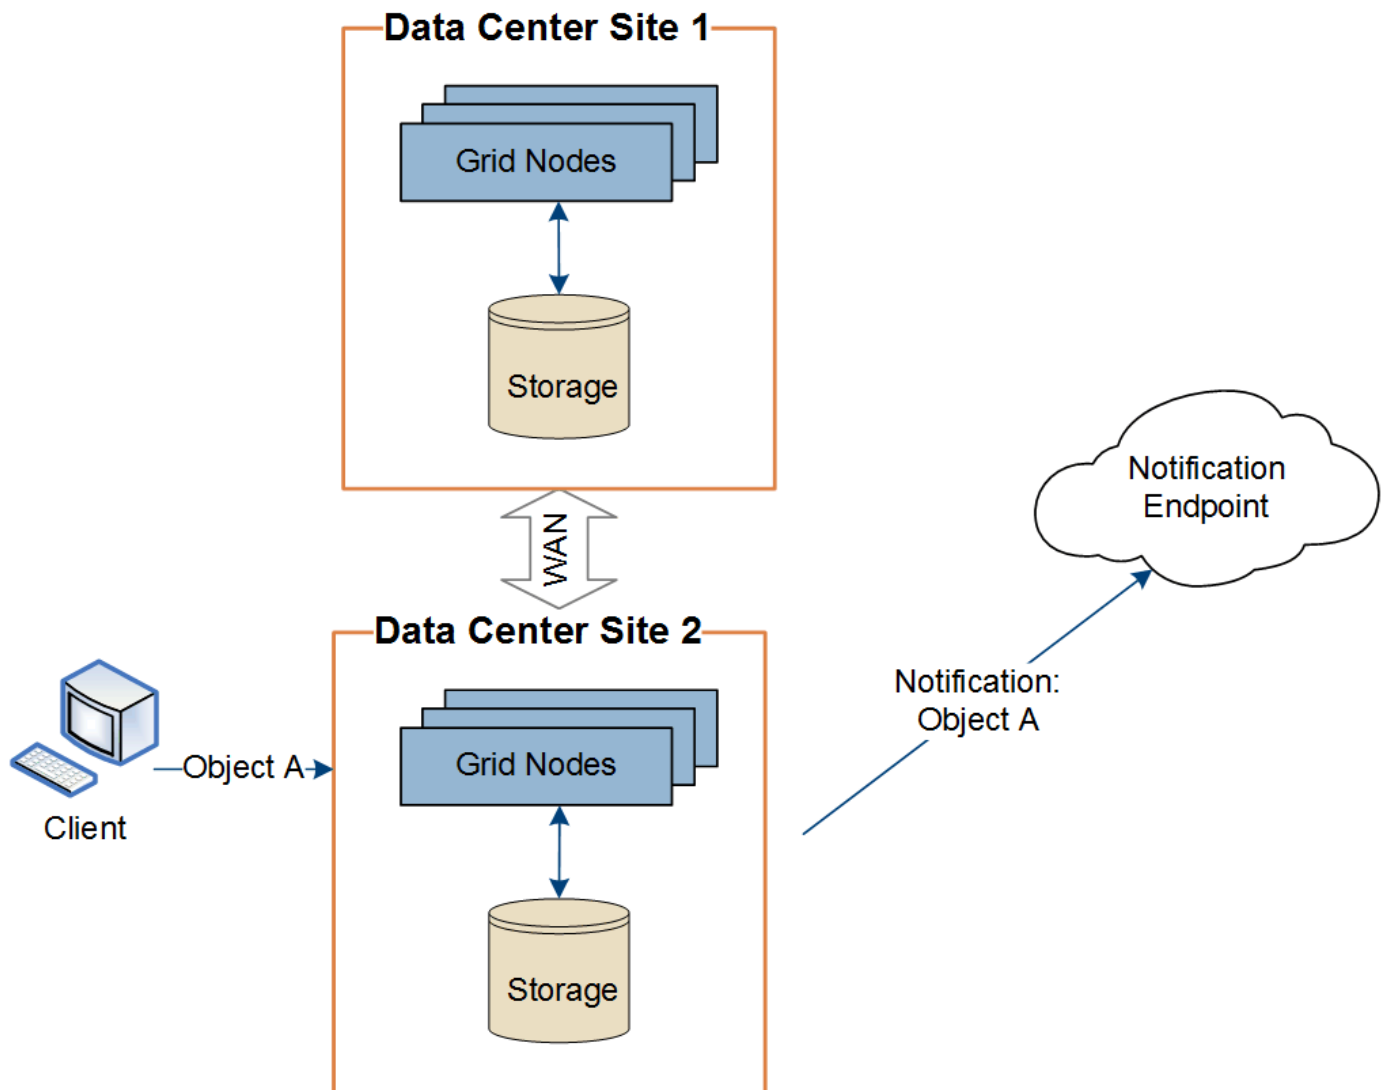 Data Center Site 1
Grid Nodes
Storage
Notification
Endpoint
WAN
Data Center Site 2
Notification:
Object A
Grid Nodes
Object A
Client
Storage